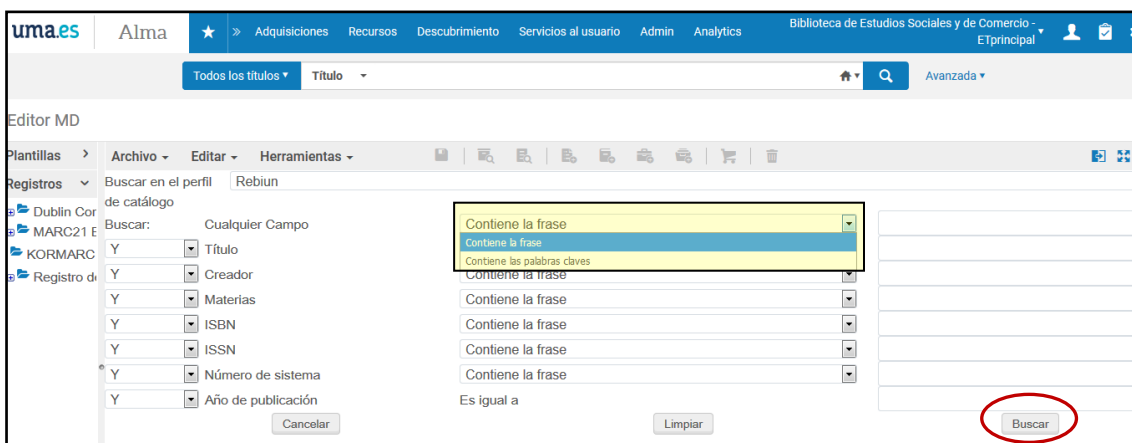 uma.es Alma » Adquisiciones Recursos Descubrimiento Servicios al usuario Admin Analytics Biblioteca de Estudios Sociales y de Comercio -
ETprincipal
Todos los títulos Título Avanzada
Editor MD
Plantillas > Archivo Editar Herramientas
Registros Buscar en el perfil Rebiun
de catálogo
Dublin Cor Buscar: Cualquier Campo Contiene la frase
MARC21 E Contiene la frase
KORMARC Y Título Contiene las palabras claves
Registro de Y Creador Contiene la frase
Y Materias Contiene la frase
Y ISBN Contiene la frase
Y ISSN Contiene la frase
Y Número de sistema Contiene la frase
Y Año de publicación Es igual a
Cancelar Limpiar Buscar